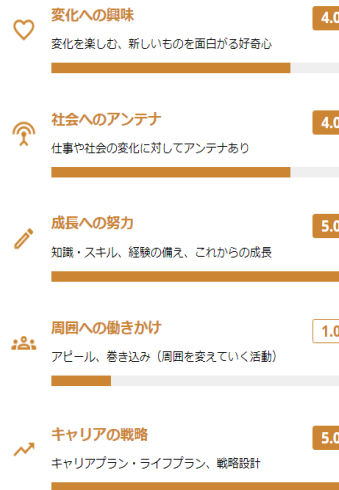 変化への興味
4.0
変化を楽しむ、新しいものを面白がる好奇心
社会へのアンテナ
4.0
仕事や社会の変化に対してアンテナあり
成長への努力
5.0
知識・スキル、経験の備え、これからの成長
周囲への働きかけ
1.0
アピール、巻き込み（周囲を変えていく活動）
キャリアの戦略
5.0
キャリアプラン・ライフプラン、戦略設計